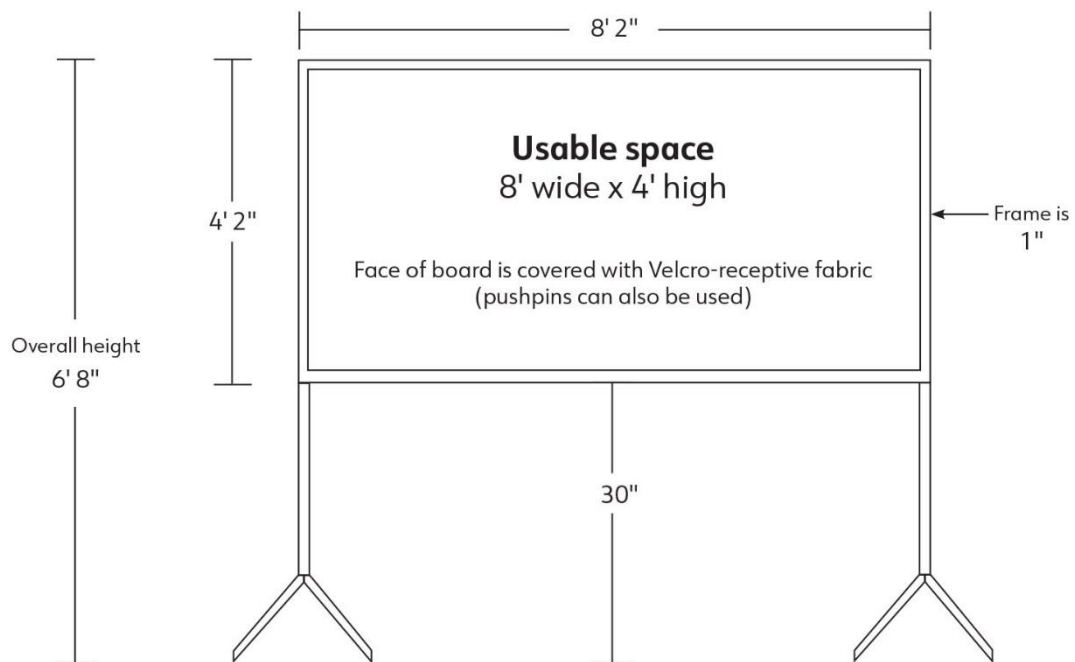 8' 2"
Usable space
8' wide x 4' high
4' 2"
Frame is
1"
Face of board is covered with Velcro-receptive fabric
(pushpins can also be used)
Overall height
6' 8"
30"